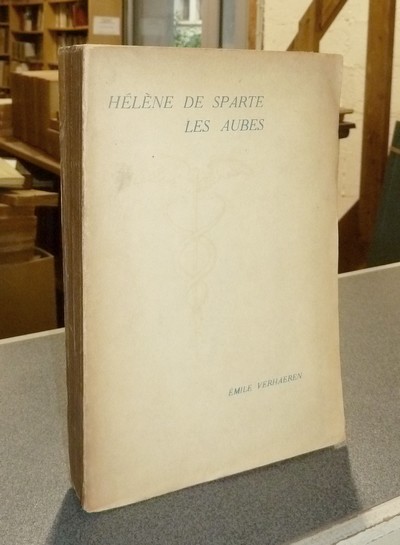 HÉLÈNE DE SPARTE
LES AUBES
ÉMILE VERHAEREN